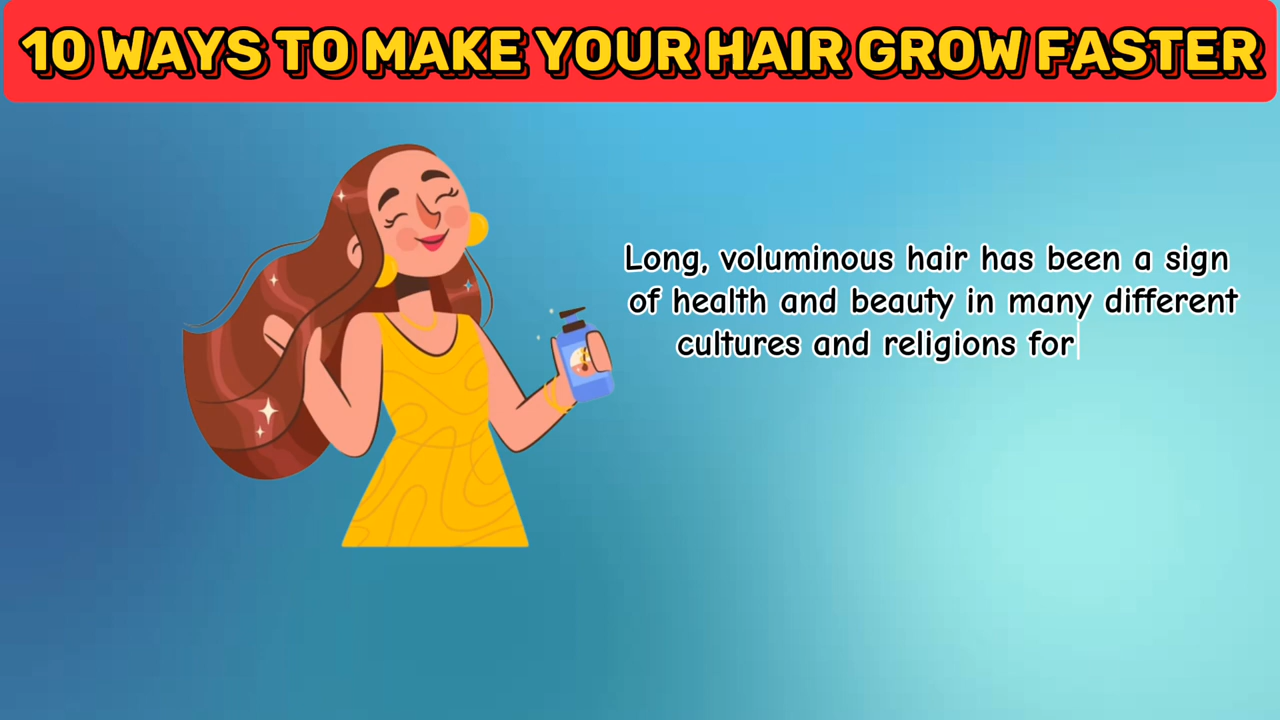 10 WAYS TO MAKE YOUR HAIR GROW FASTER
Long, voluminous hair has been a sign
of health and beauty in many different
cultures and religions for